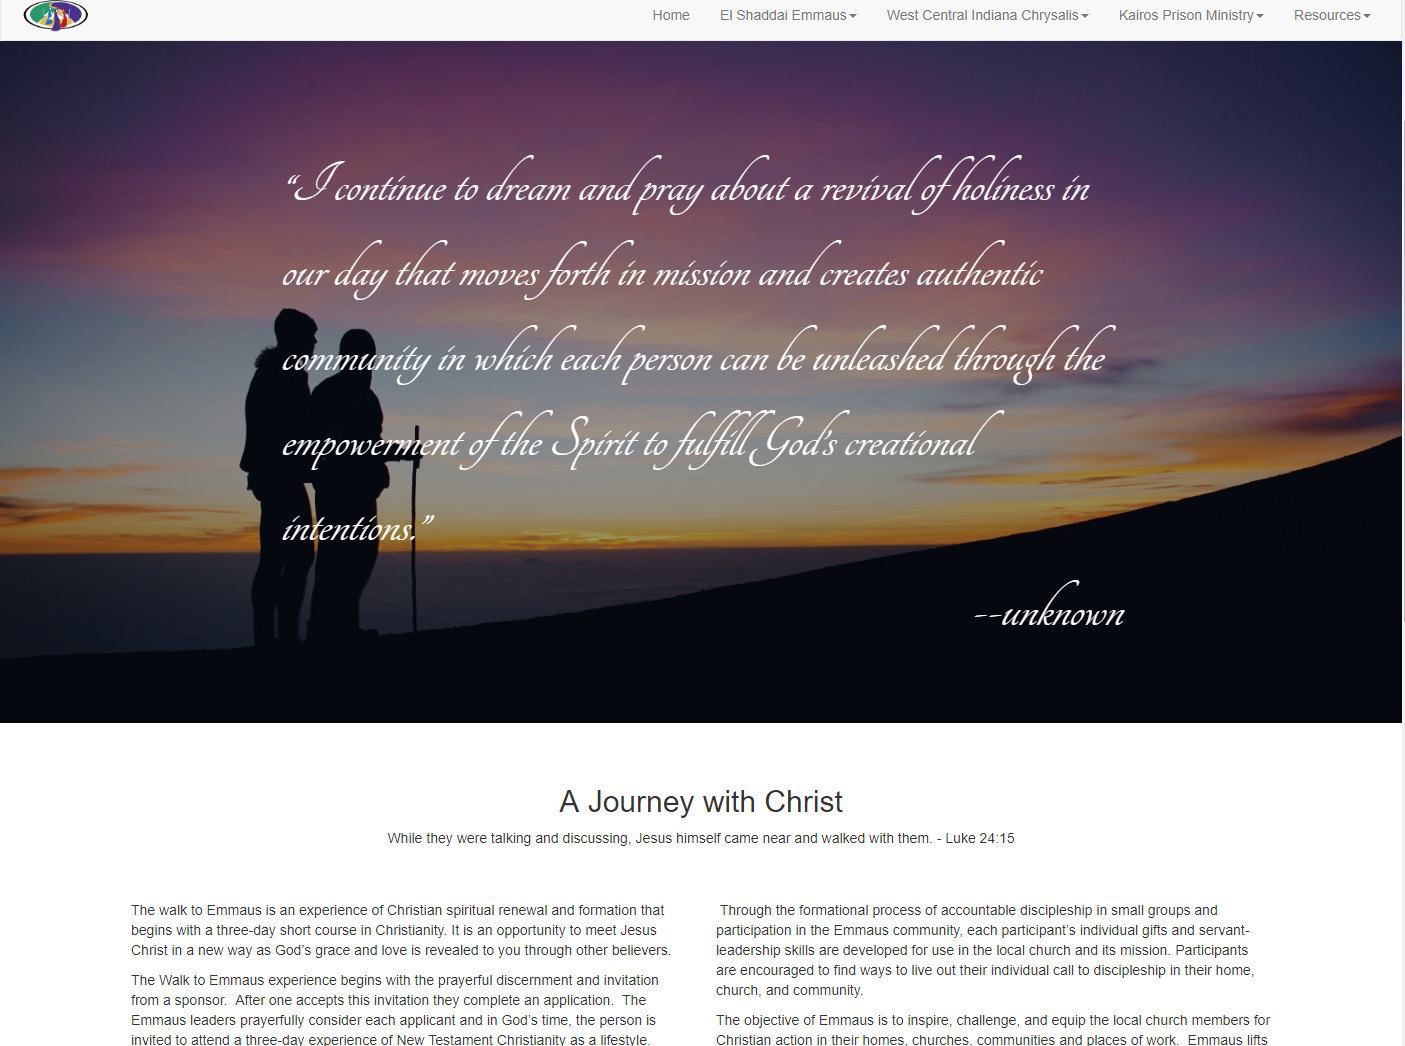 Home El Shaddai Emmaus West Central Indiana Chrysalis Kairos Prison Ministry Resources
“I continue to dream and pray about a revival of holiness in
our day that moves forth in mission and creates authentic
community in which each person can be unleashed through the
empowerment of the Spirit to fulfill God’s creational
intentions.”
--unknown
A Journey with Christ
While they were talking and discussing, Jesus himself came near and walked with them. - Luke 24:15
The walk to Emmaus is an experience of Christian spiritual renewal and formation that
begins with a three-day short course in Christianity. It is an opportunity to meet Jesus
Christ in a new way as God’s grace and love is revealed to you through other believers.
The Walk to Emmaus experience begins with the prayerful discernment and invitation
from a sponsor.  After one accepts this invitation they complete an application.  The
Emmaus leaders prayerfully consider each applicant and in God’s time, the person is
invited to attend a three-day experience of New Testament Christianity as a lifestyle.
Through the formational process of accountable discipleship in small groups and
participation in the Emmaus community, each participant’s individual gifts and servant-
leadership skills are developed for use in the local church and its mission. Participants
are encouraged to find ways to live out their individual call to discipleship in their home,
church, and community.
The objective of Emmaus is to inspire, challenge, and equip the local church members for
Christian action in their homes, churches, communities and places of work.  Emmaus lifts